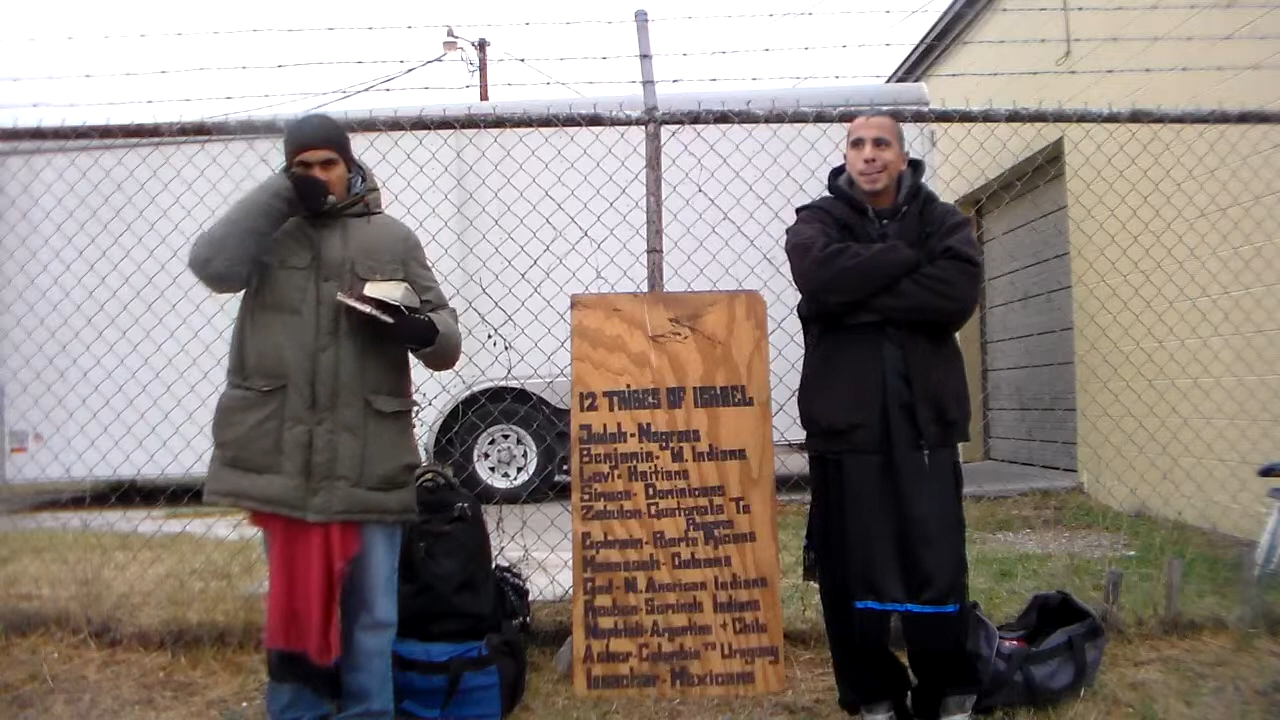 12 TRIBES OF ISRAEL
Judah - Negroes
Benjamin - W. Indians
Levi - Haitians
Simeon - Dominicans
Zebulon - Guatamala To
Panama
Ephraim - Puerto Ricans
Manasseh - Cubans
Gad - N. American Indians
Reuben - Seminole Indians
Naphtali - Argentina + Chile
Asher - Colombia To Uruguay
Issachar - Mexicans